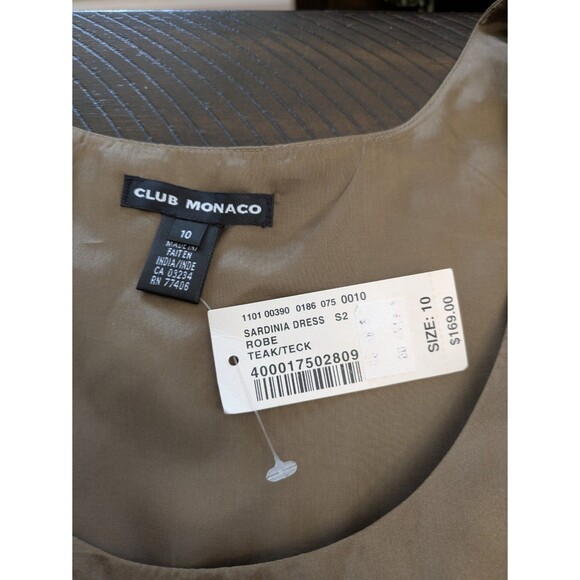 CLUB MONACO
10
MADE IN/
FAIT EN
INDIA/INDE
CA 03234
RN 77406
1101 00390 0186 075 0010
SARDINIA DRESS S2
ROBE
TEAK/TECK
400017502809
SIZE: 10
$169.00